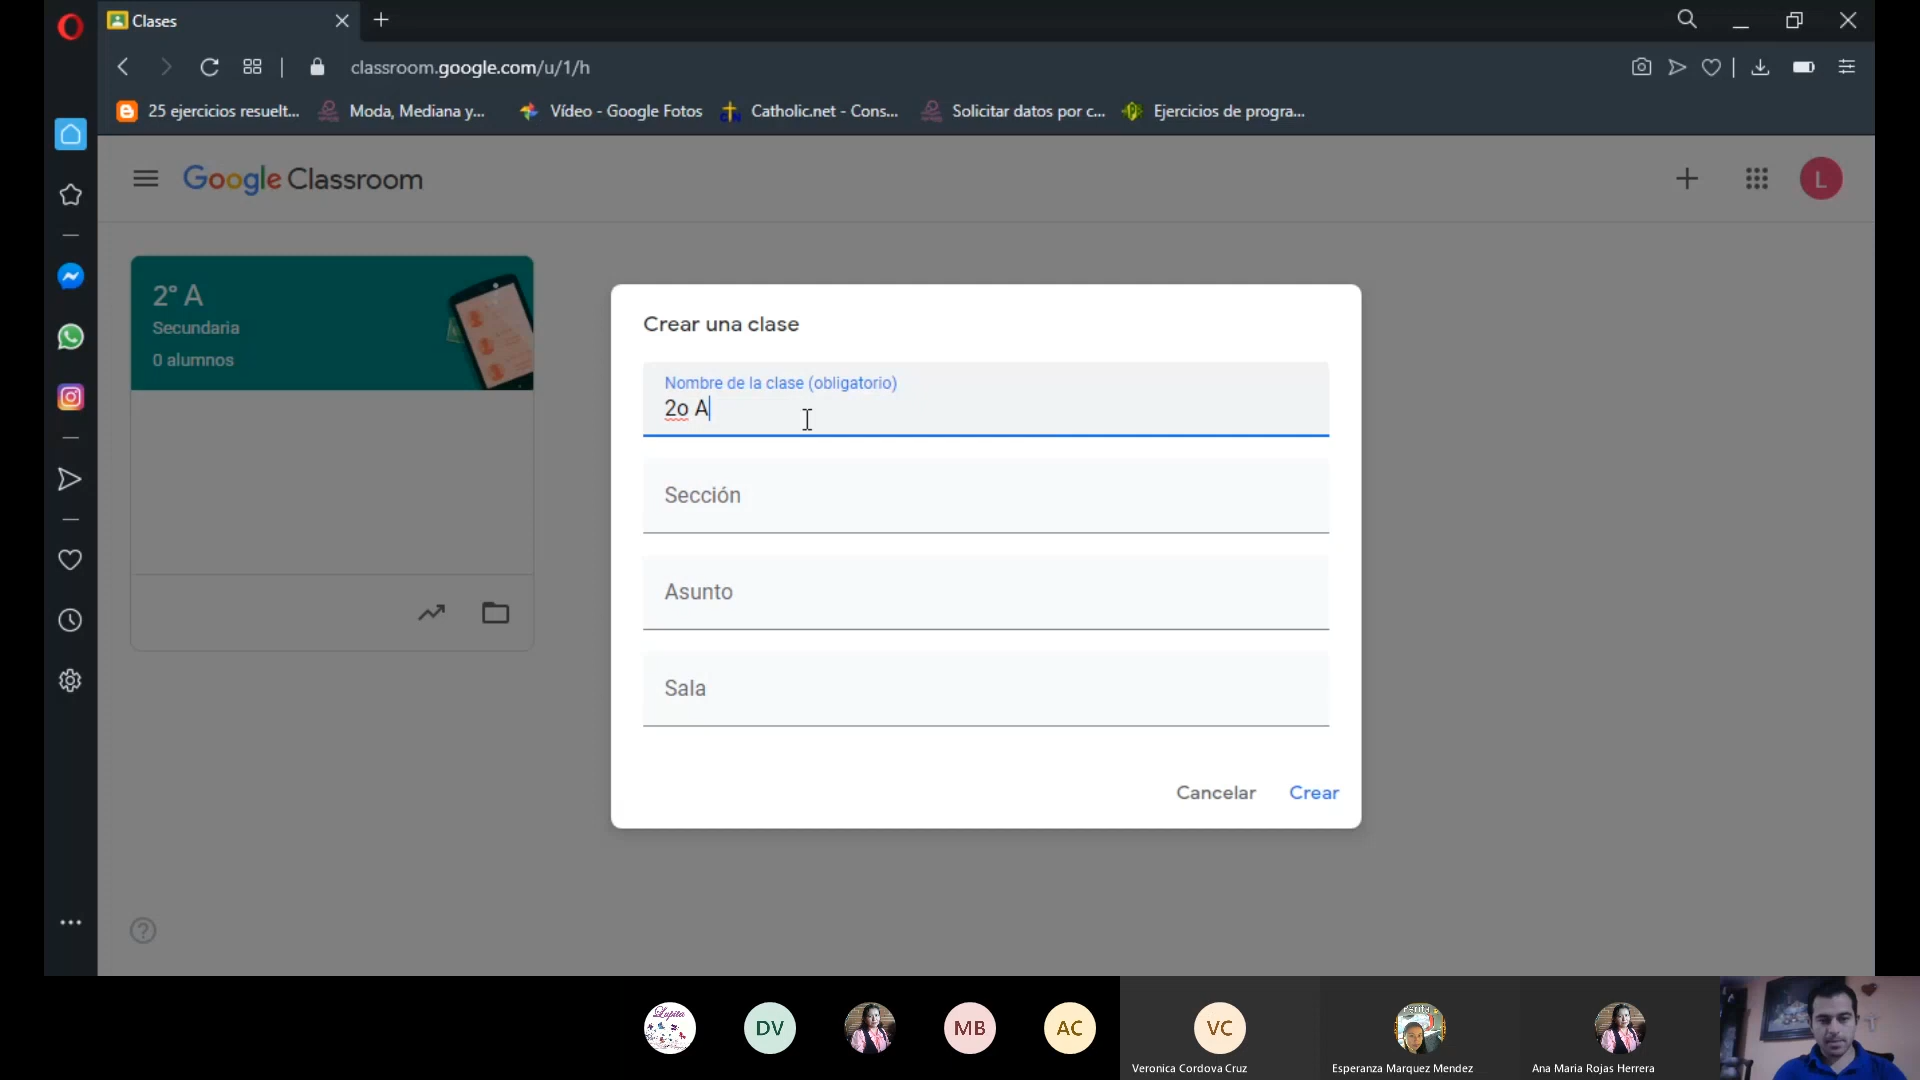 Clases
classroom.google.com/u/1/h
25 ejercicios resuelt...
Moda, Mediana y...
Vídeo - Google Fotos
Catholic.net - Cons...
Solicitar datos por c...
Ejercicios de progra...
Google Classroom
L
2° A
Secundaria
0 alumnos
Crear una clase
Nombre de la clase (obligatorio)
2o A
Sección
Asunto
Sala
Cancelar
Crear
Lupita
DV
MB
AC
VC
Veronica Cordova Cruz
Esperanza Marquez Mendez
Ana Maria Rojas Herrera